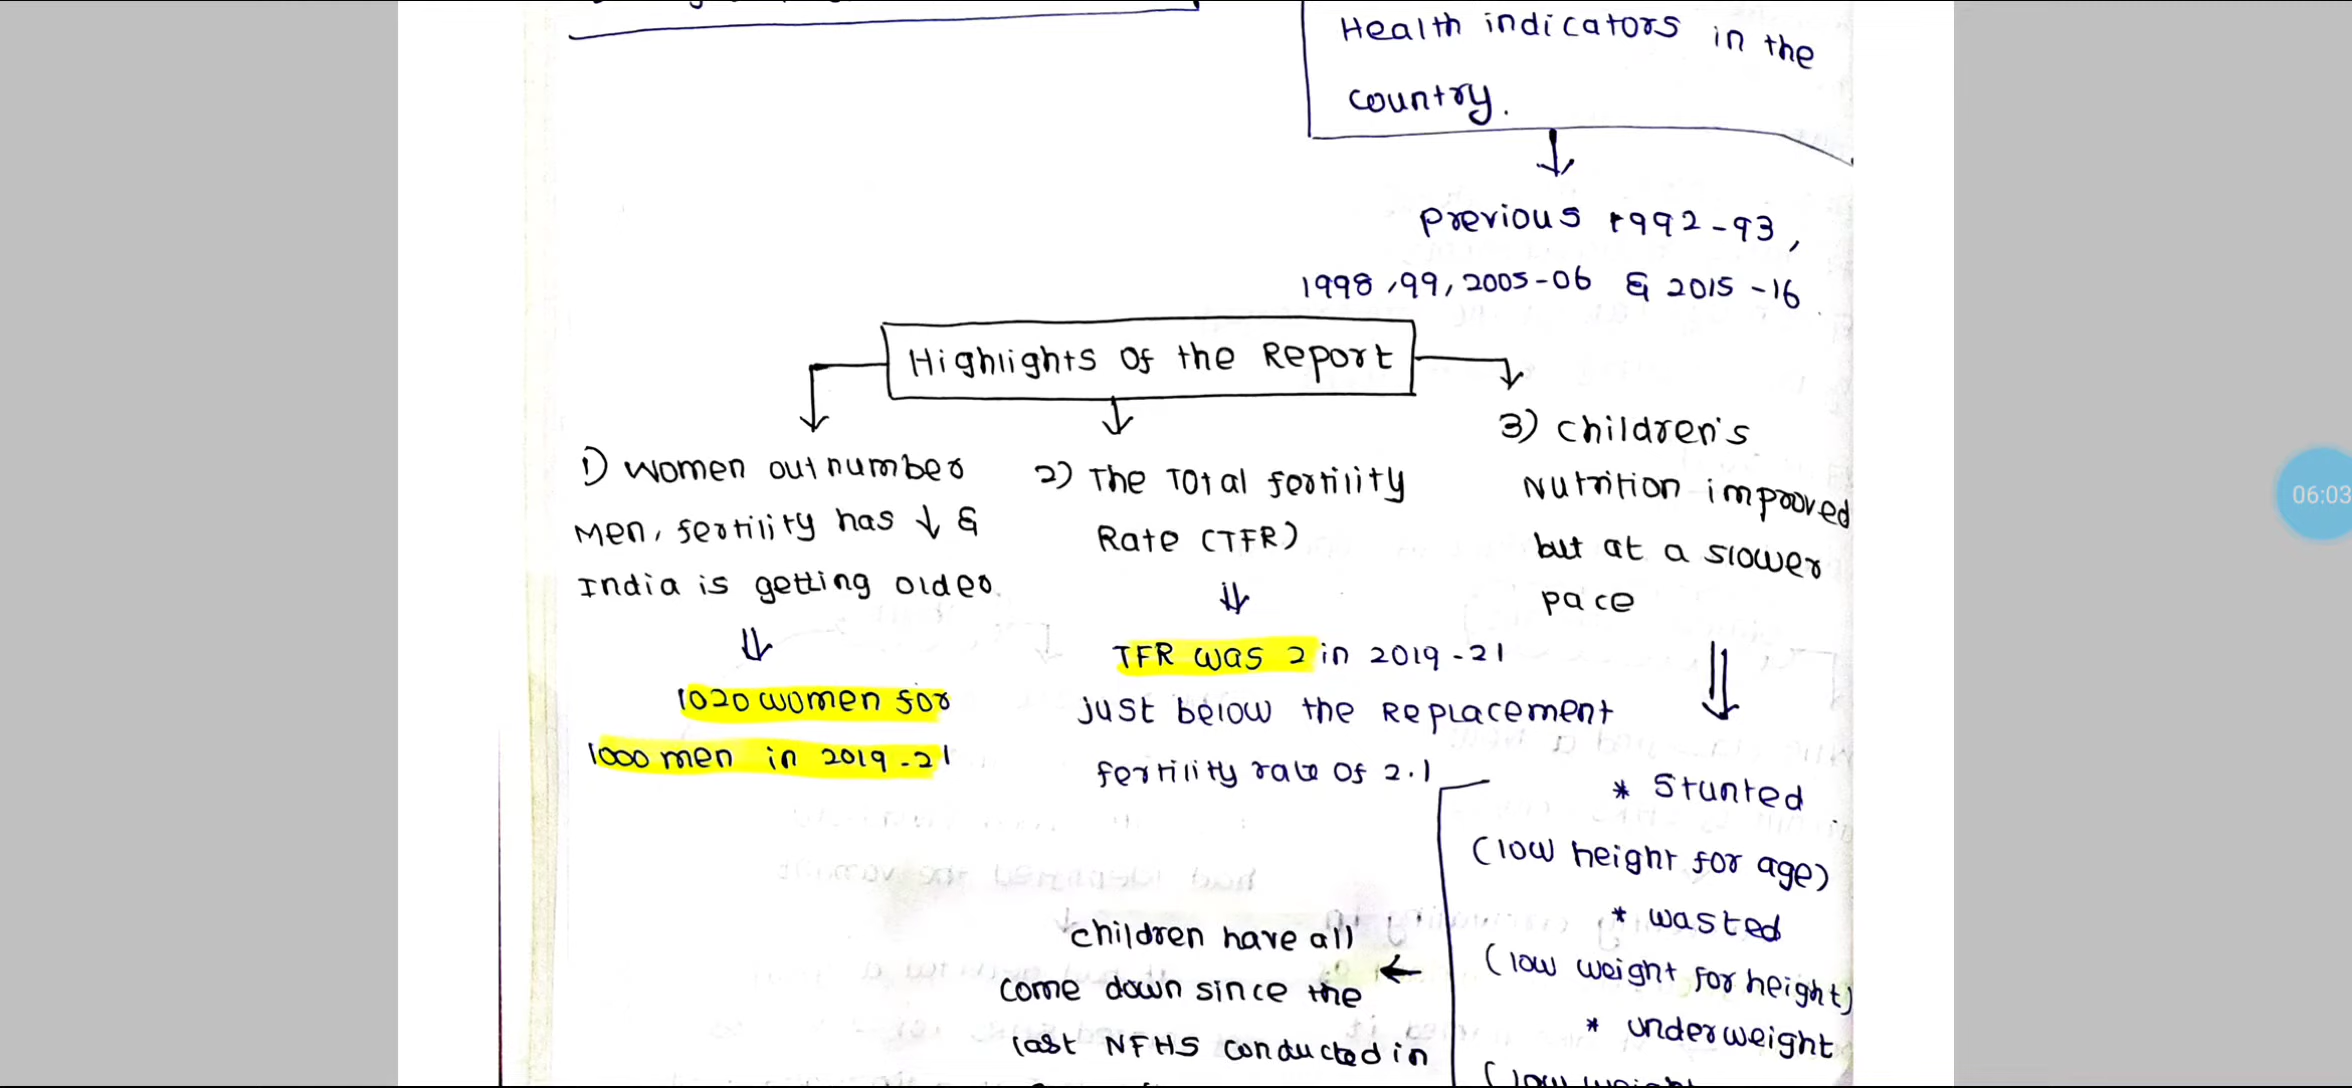 Health indicators in the
country.
Previous 1992-93,
1998,99, 2005-06 & 2015-16
Highlights of the Report
1) Women outnumber
Men, fertility has ↓ &
India is getting older.
1020 women for
1000 men in 2019-21
2) The Total fertility
Rate (TFR)
TFR was 2 in 2019-21
just below the Replacement
fertility rate of 2.1
3) children's
Nutrition improved
but at a slower
pace
* Stunted
(low height for age)
* wasted
(low weight for height)
* underweight
(low weight
children have all
come down since the
last NFHS conducted in
06:03